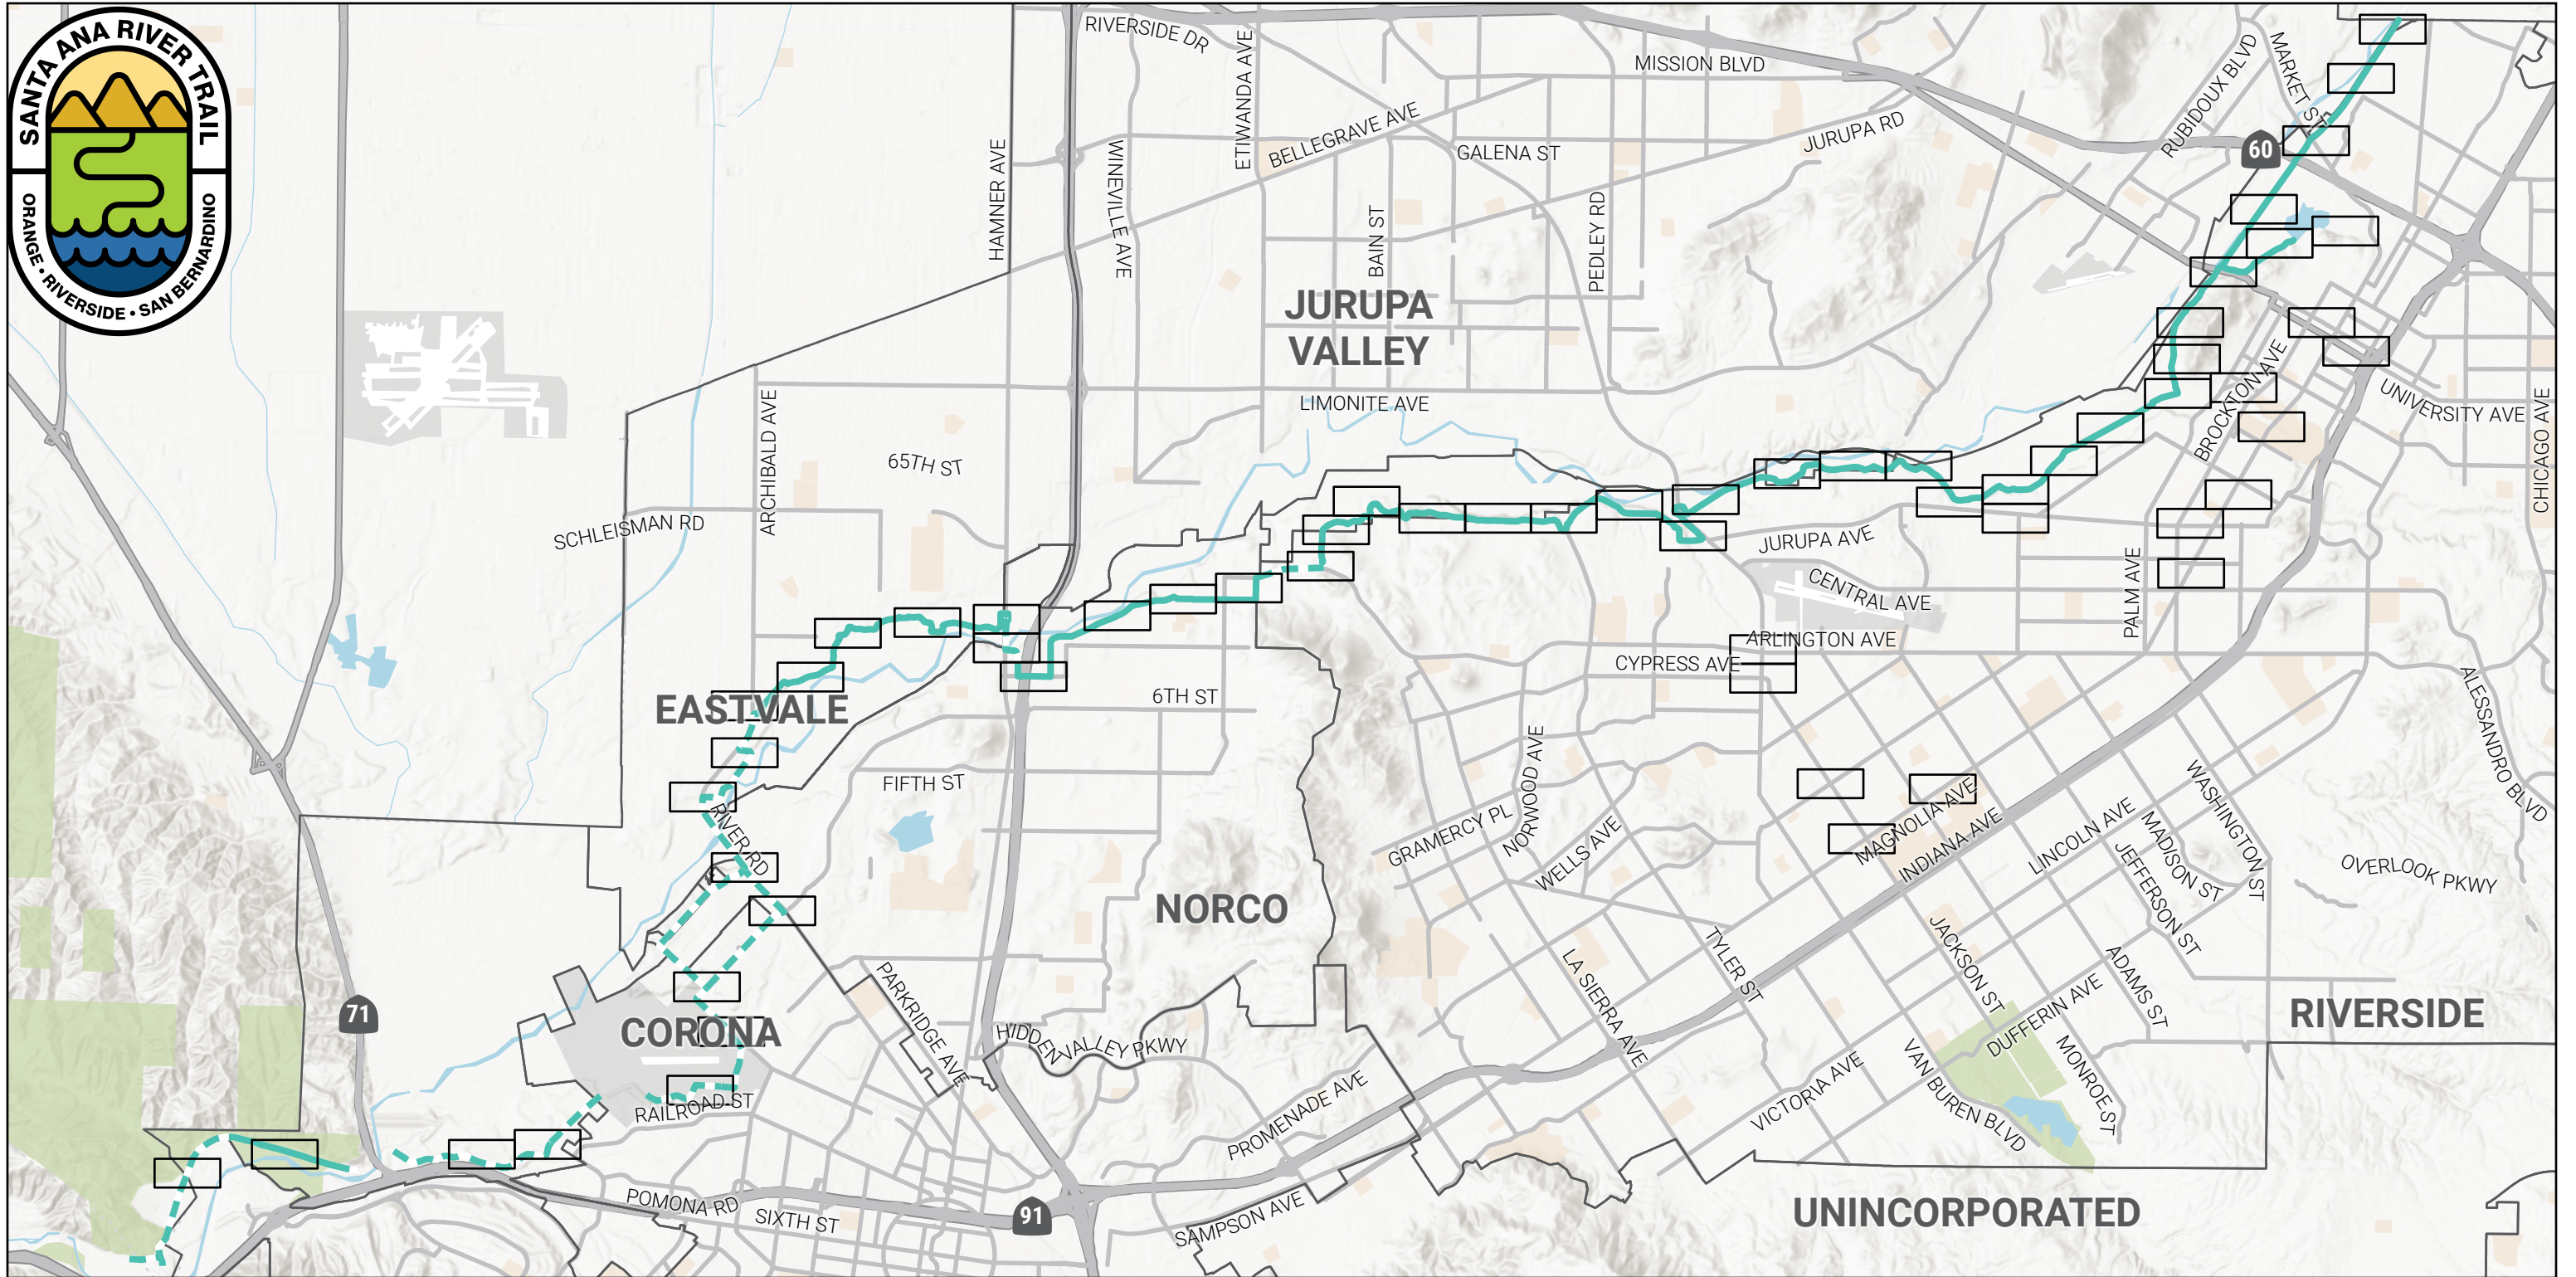 SANTA ANA RIVER TRAIL
ORANGE • RIVERSIDE • SAN BERNARDINO
RIVERSIDE DR
ETIWANDA AVE
MISSION BLVD
RUBIDOUX BLVD
MARKET ST
60
HAMNER AVE
WINEVILLE AVE
BELLEGRAVE AVE
GALENA ST
JURUPA RD
BAIN ST
PEDLEY RD
JURUPA
VALLEY
LIMONITE AVE
ARCHIBALD AVE
65TH ST
SCHLEISMAN RD
BROCKTON AVE
UNIVERSITY AVE
CHICAGO AVE
JURUPA AVE
CENTRAL AVE
PALM AVE
ARLINGTON AVE
CYPRESS AVE
EASTVALE
6TH ST
FIFTH ST
RIVER RD
NORCO
GRAMERCY PL
NORWOOD AVE
WELLS AVE
MAGNOLIA AVE
INDIANA AVE
LINCOLN AVE
MADISON ST
JEFFERSON ST
WASHINGTON ST
ALESSANDRO BLVD
OVERLOOK PKWY
LA SIERRA AVE
TYLER ST
JACKSON ST
ADAMS ST
DUFFERIN AVE
MONROE ST
VAN BUREN BLVD
VICTORIA AVE
RIVERSIDE
71
CORONA
PARKRIDGE AVE
HIDDEN VALLEY PKWY
RAILROAD ST
PROMENADE AVE
POMONA RD
SIXTH ST
91
SAMPSON AVE
UNINCORPORATED